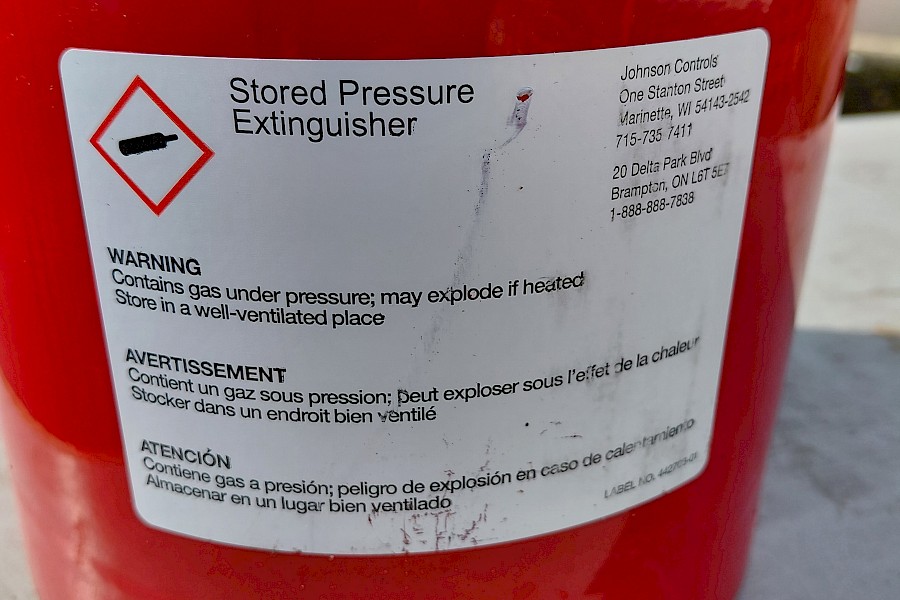 Stored Pressure
Extinguisher
Johnson Controls
One Stanton Street
Marinette, WI 54143-2542
715-735 7411
20 Delta Park Blvd
Brampton, ON L6T 5E7
1-888-888-7838
WARNING
Contains gas under pressure; may explode if heated
Store in a well-ventilated place
AVERTISSEMENT
Contient un gaz sous pression; peut exploser sous l'effet de la chaleur
Stocker dans un endroit bien ventilé
ATENCIÓN
Contiene gas a presión; peligro de explosión en caso de calentamiento
Almacenar en un lugar bien ventilado
LABEL NO.